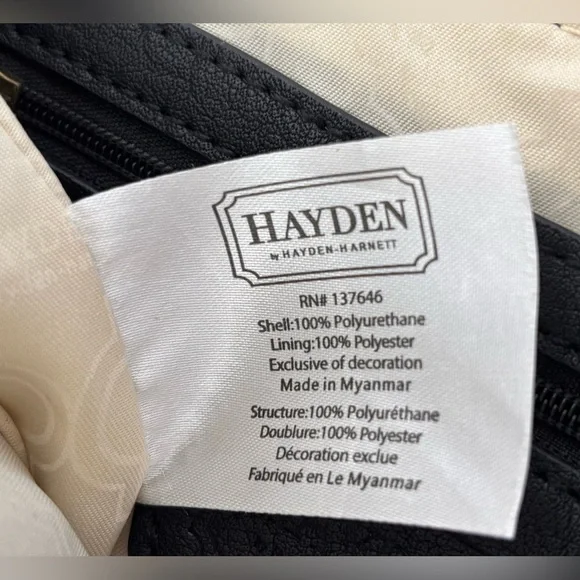 HAYDEN
BY HAYDEN-HARNETT
RN# 137646
Shell:100% Polyurethane
Lining:100% Polyester
Exclusive of decoration
Made in Myanmar
Structure:100% Polyuréthane
Doublure:100% Polyester
Décoration exclue
Fabriqué en Le Myanmar